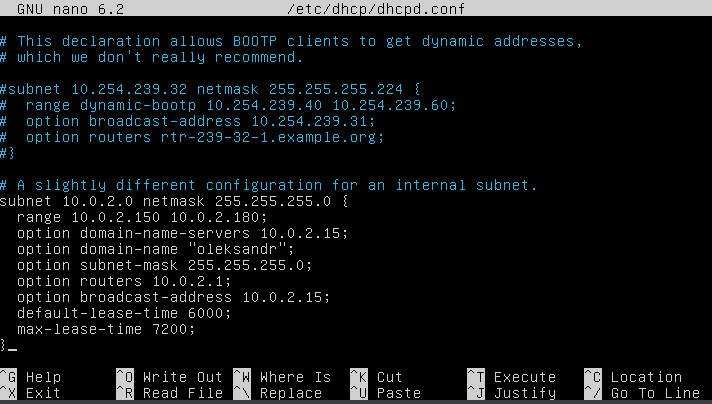 GNU nano 6.2 /etc/dhcp/dhcpd.conf
# This declaration allows BOOTP clients to get dynamic addresses,
# which we don't really recommend.
#subnet 10.254.239.32 netmask 255.255.255.224 {
#  range dynamic-bootp 10.254.239.40 10.254.239.60;
#  option broadcast-address 10.254.239.31;
#  option routers rtr-239-32-1.example.org;
#}
# A slightly different configuration for an internal subnet.
subnet 10.0.2.0 netmask 255.255.255.0 {
  range 10.0.2.150 10.0.2.180;
  option domain-name-servers 10.0.2.15;
  option domain-name "oleksandr";
  option subnet-mask 255.255.255.0;
  option routers 10.0.2.1;
  option broadcast-address 10.0.2.15;
  default-lease-time 6000;
  max-lease-time 7200;
}_
^G Help ^O Write Out ^W Where Is ^K Cut ^T Execute ^C Location
^X Exit ^R Read File ^\ Replace ^U Paste ^J Justify ^/ Go To Line